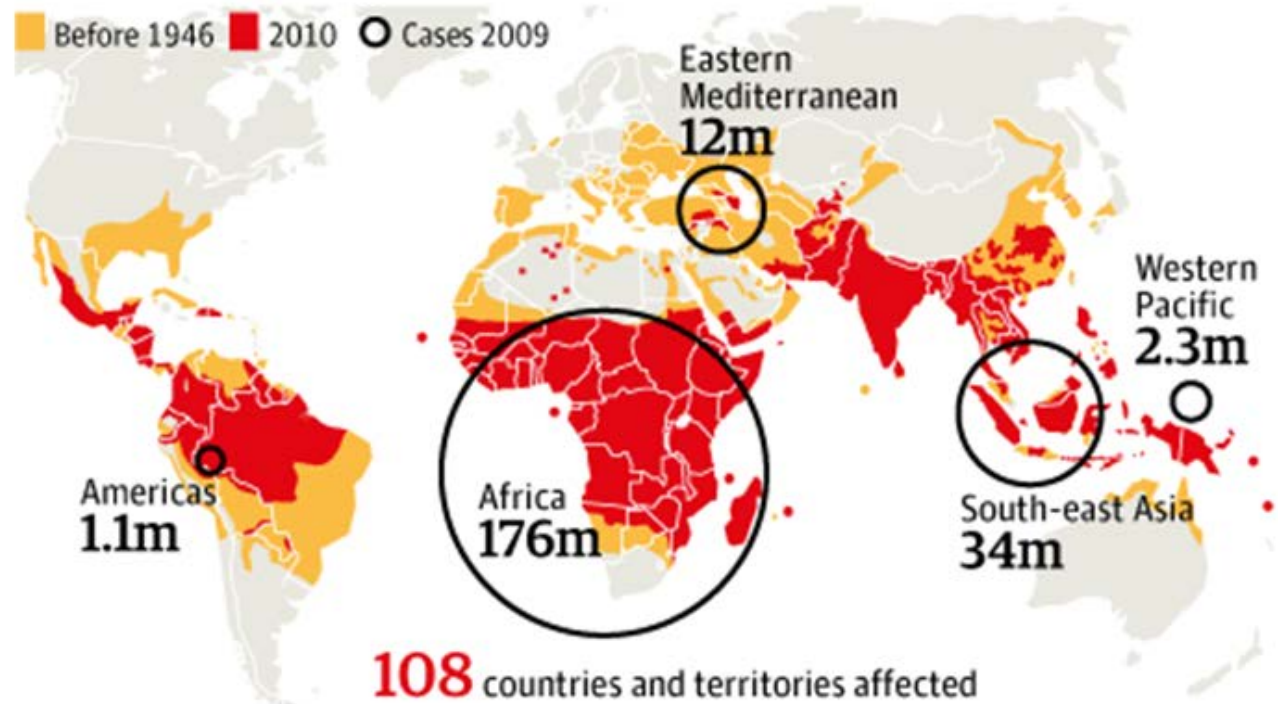 Before 1946 2010 Cases 2009
Eastern
Mediterranean
12m
Western
Pacific
2.3m
Americas
1.1m
Africa
176m
South-east Asia
34m
108 countries and territories affected